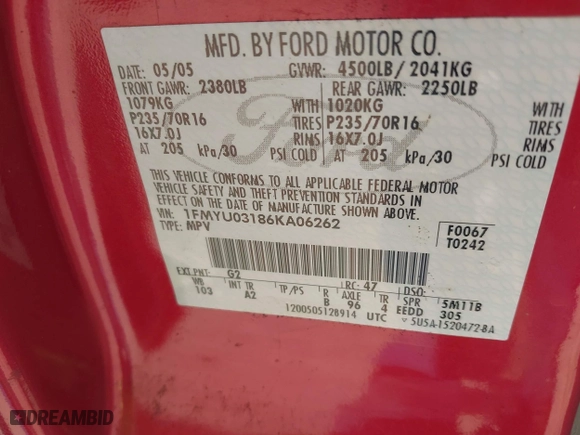 MFD. BY FORD MOTOR CO.
DATE: 05/05 GVWR: 4500LB/ 2041KG
FRONT GAWR: 2380LB REAR GAWR: 2250LB
1079KG WITH 1020KG WITH
P235/70R16 TIRES P235/70R16 TIRES
16X7.0J RIMS 16X7.0J RIMS
AT 205 kPa/30 PSI COLD AT 205 kPa/30 PSI COLD
THIS VEHICLE CONFORMS TO ALL APPLICABLE FEDERAL MOTOR
VEHICLE SAFETY AND THEFT PREVENTION STANDARDS IN
EFFECT ON THE DATE OF MANUFACTURE SHOWN ABOVE.
VIN: 1FMYU03186KA06262 F0067
TYPE: MPV T0242
EXT PNT: G2 RC: 47 DSO:
WB INT TR TP/PS R AXLE TR SPR 5M11B
103 A2 B 96 4 EEDD 305
1200505128914 UTC 5U5A-1520472-BA
Ford
DREAMBID